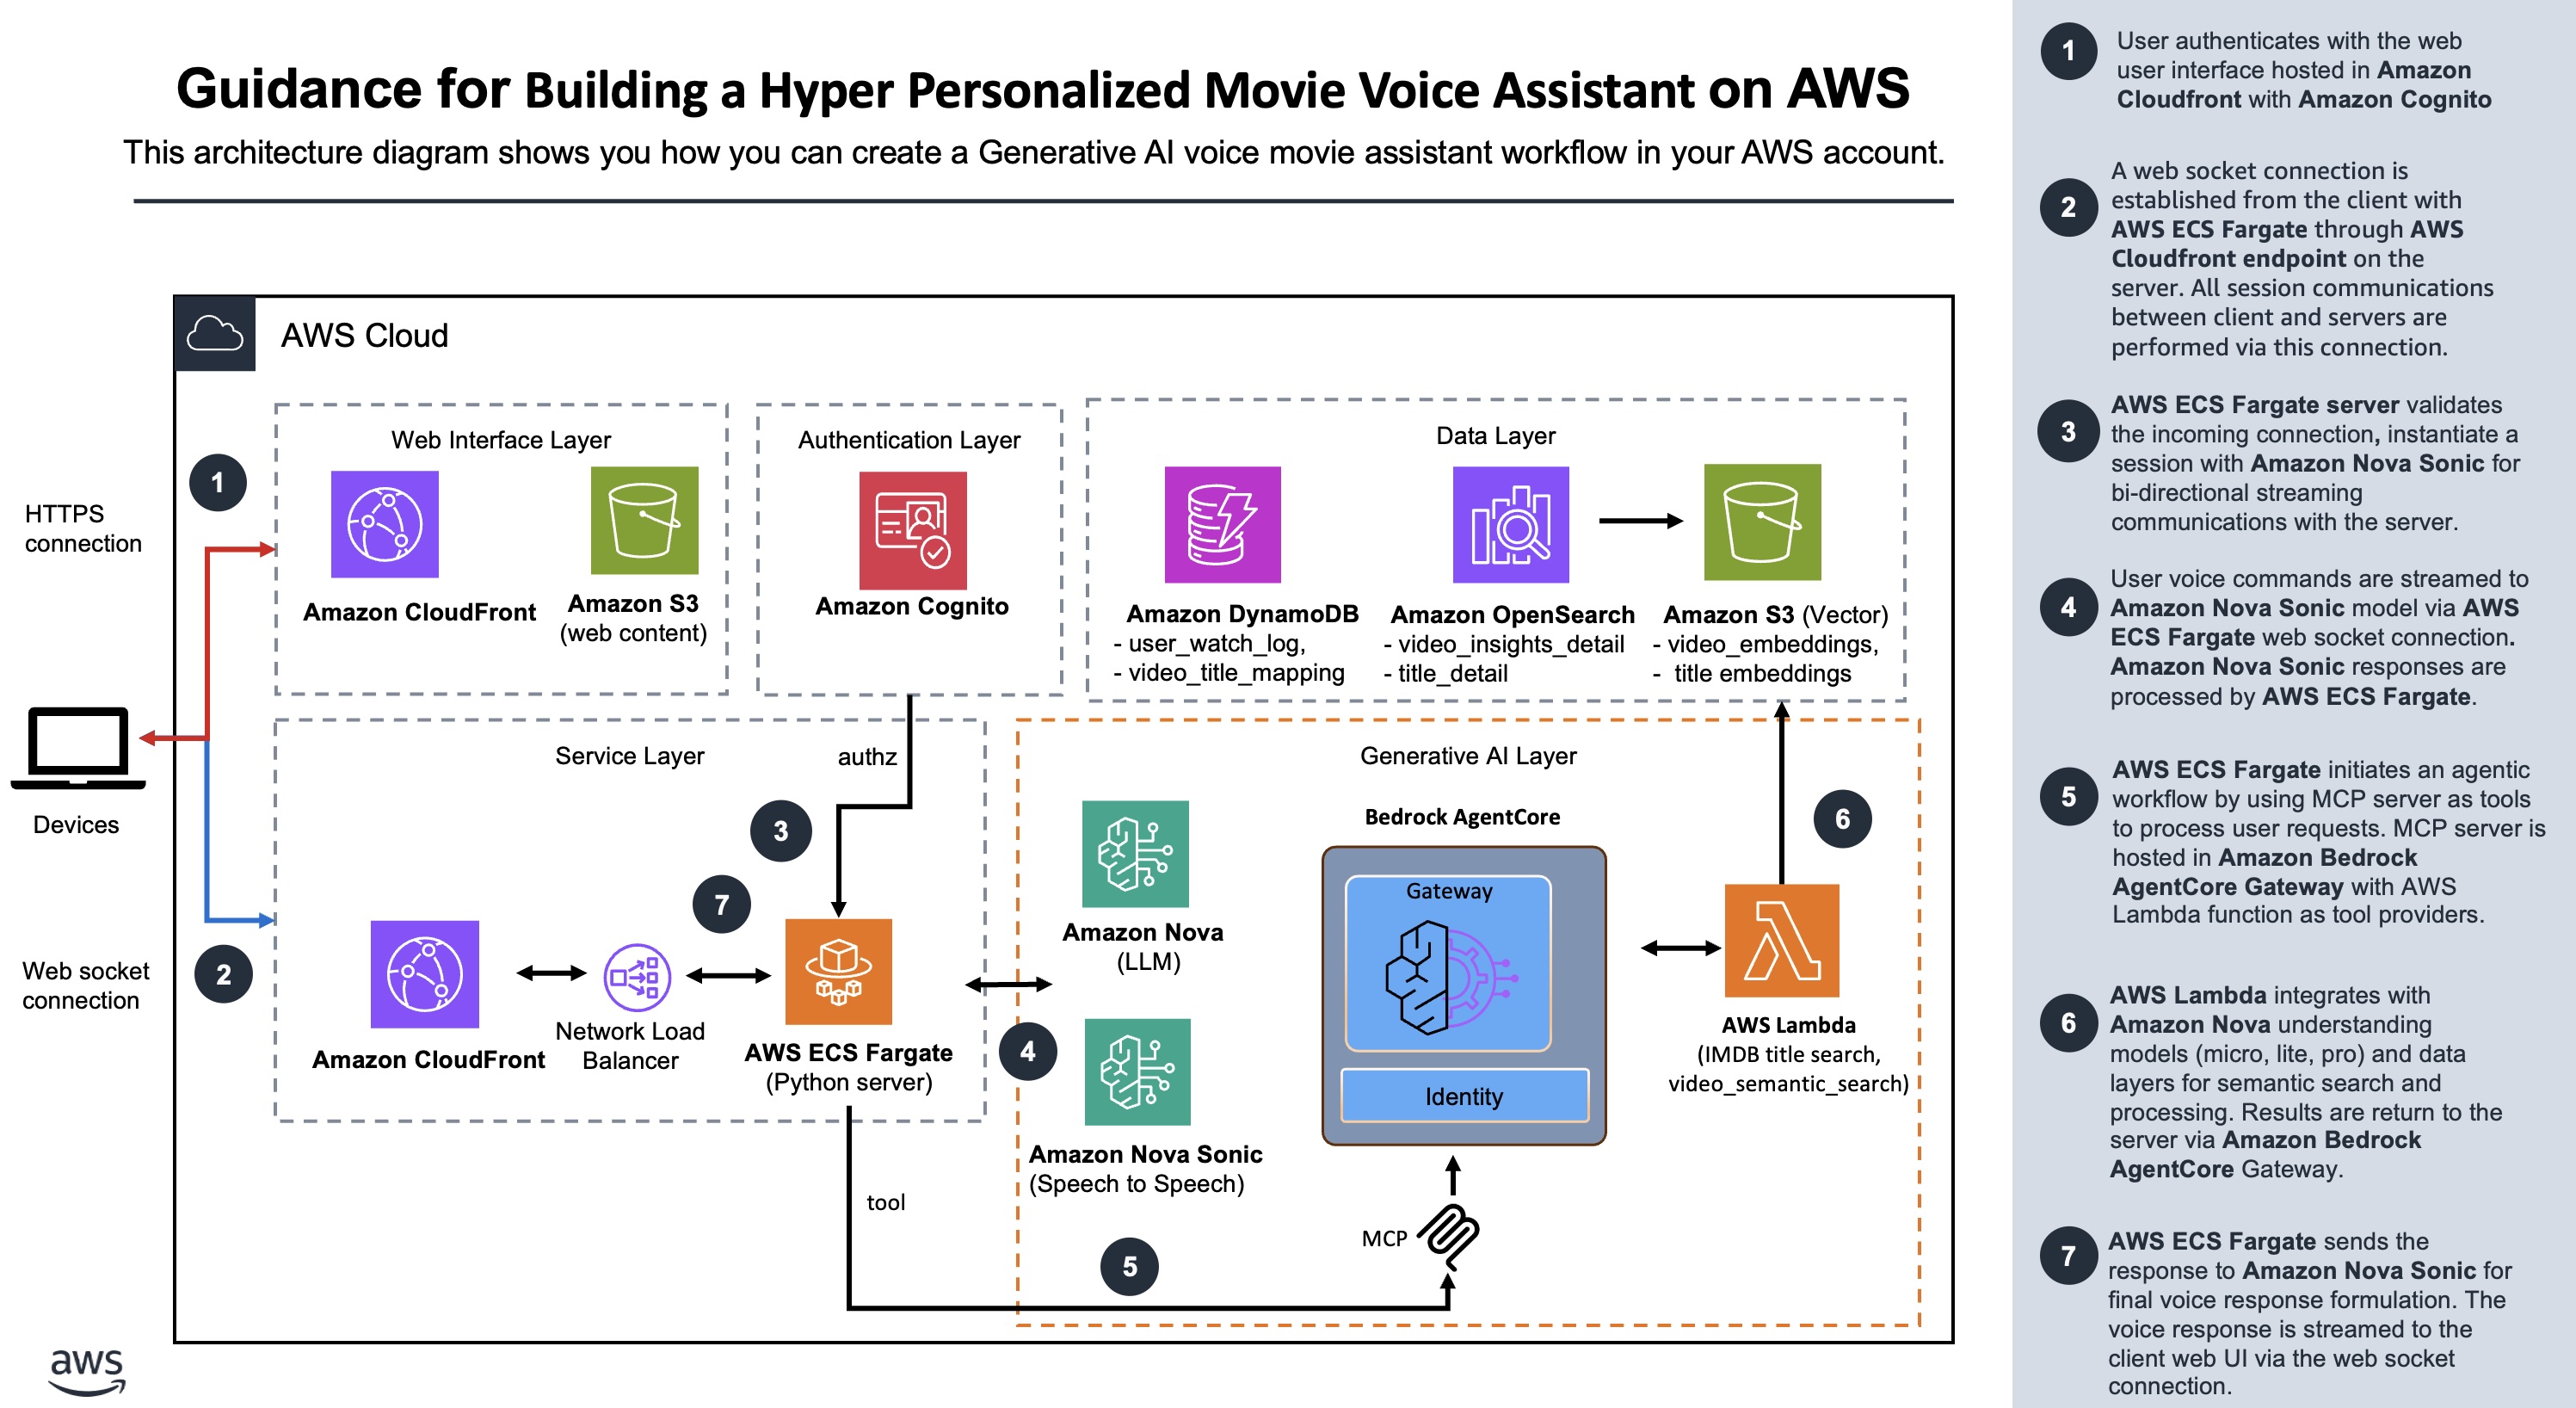 Guidance for Building a Hyper Personalized Movie Voice Assistant on AWS
This architecture diagram shows you how you can create a Generative AI voice movie assistant workflow in your AWS account.
AWS Cloud
HTTPS
connection
Devices
Web socket
connection
1
2
Web Interface Layer
Amazon CloudFront
Amazon S3
(web content)
Authentication Layer
Amazon Cognito
Data Layer
Amazon DynamoDB
- user_watch_log,
- video_title_mapping
Amazon OpenSearch
- video_insights_detail
- title_detail
Amazon S3 (Vector)
- video_embeddings,
- title embeddings
Service Layer
authz
3
7
Amazon CloudFront
Network Load
Balancer
AWS ECS Fargate
(Python server)
4
tool
5
Generative AI Layer
Amazon Nova
(LLM)
Amazon Nova Sonic
(Speech to Speech)
Bedrock AgentCore
Gateway
Identity
MCP
6
AWS Lambda
(IMDB title search,
video_semantic_search)
aws
1
User authenticates with the web
user interface hosted in Amazon
Cloudfront with Amazon Cognito
2
A web socket connection is
established from the client with
AWS ECS Fargate through AWS
Cloudfront endpoint on the
server. All session communications
between client and servers are
performed via this connection.
3
AWS ECS Fargate server validates
the incoming connection, instantiate a
session with Amazon Nova Sonic for
bi-directional streaming
communications with the server.
4
User voice commands are streamed to
Amazon Nova Sonic model via AWS
ECS Fargate web socket connection.
Amazon Nova Sonic responses are
processed by AWS ECS Fargate.
5
AWS ECS Fargate initiates an agentic
workflow by using MCP server as tools
to process user requests. MCP server is
hosted in Amazon Bedrock
AgentCore Gateway with AWS
Lambda function as tool providers.
6
AWS Lambda integrates with
Amazon Nova understanding
models (micro, lite, pro) and data
layers for semantic search and
processing. Results are return to the
server via Amazon Bedrock
AgentCore Gateway.
7
AWS ECS Fargate sends the
response to Amazon Nova Sonic for
final voice response formulation. The
voice response is streamed to the
client web UI via the web socket
connection.